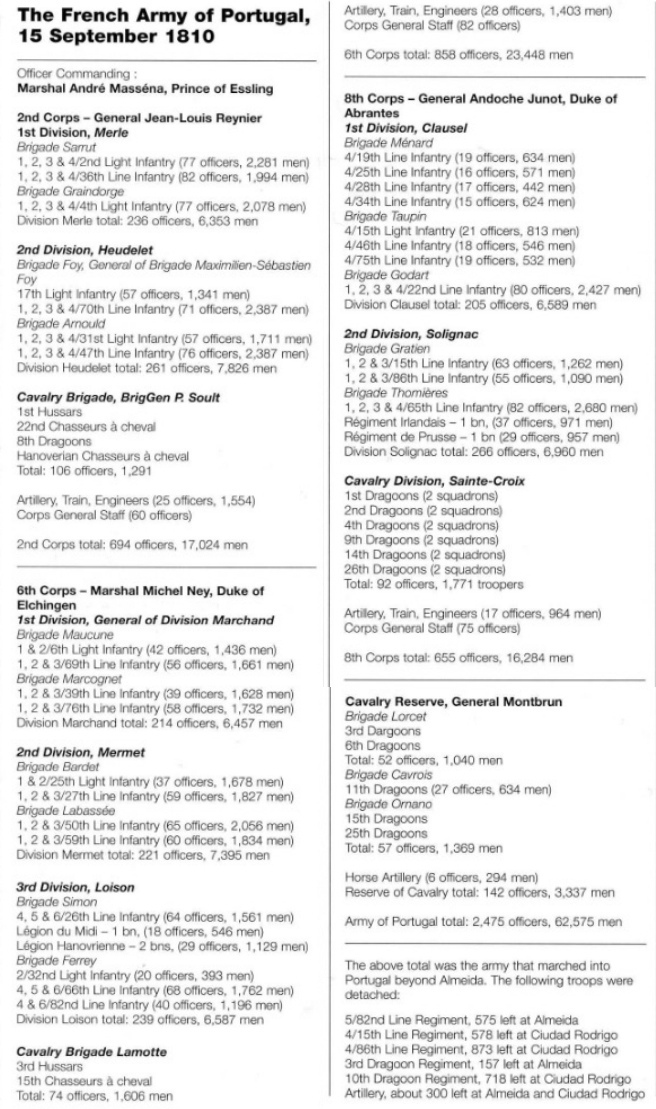 The French Army of Portugal,
15 September 1810
Officer Commanding :
Marshal André Masséna, Prince of Essling
2nd Corps – General Jean-Louis Reynier
1st Division, Merle
Brigade Sarrut
1, 2, 3 & 4/2nd Light Infantry (77 officers, 2,281 men)
1, 2, 3 & 4/36th Line Infantry (82 officers, 1,994 men)
Brigade Graindorge
1, 2, 3 & 4/4th Light Infantry (77 officers, 2,078 men)
Division Merle total: 236 officers, 6,353 men
2nd Division, Heudelet
Brigade Foy, General of Brigade Maximilien-Sébastien
Foy
17th Light Infantry (57 officers, 1,341 men)
1, 2, 3 & 4/70th Line Infantry (71 officers, 2,387 men)
Brigade Arnould
1, 2, 3 & 4/31st Light Infantry (57 officers, 1,711 men)
1, 2, 3 & 4/47th Line Infantry (76 officers, 2,387 men)
Division Heudelet total: 261 officers, 7,826 men
Cavalry Brigade, BrigGen P. Soult
1st Hussars
22nd Chasseurs à cheval
8th Dragoons
Hanoverian Chasseurs à cheval
Total: 106 officers, 1,291
Artillery, Train, Engineers (25 officers, 1,554)
Corps General Staff (60 officers)
2nd Corps total: 694 officers, 17,024 men
6th Corps – Marshal Michel Ney, Duke of
Elchingen
1st Division, General of Division Marchand
Brigade Maucune
1 & 2/6th Light Infantry (42 officers, 1,436 men)
1, 2 & 3/69th Line Infantry (56 officers, 1,661 men)
Brigade Marcognet
1, 2 & 3/39th Line Infantry (39 officers, 1,628 men)
1, 2 & 3/76th Line Infantry (58 officers, 1,732 men)
Division Marchand total: 214 officers, 6,457 men
2nd Division, Mermet
Brigade Bardet
1 & 2/25th Light Infantry (37 officers, 1,678 men)
1, 2 & 3/27th Line Infantry (59 officers, 1,827 men)
Brigade Labassée
1, 2 & 3/50th Line Infantry (65 officers, 2,056 men)
1, 2 & 3/59th Line Infantry (60 officers, 1,834 men)
Division Mermet total: 221 officers, 7,395 men
3rd Division, Loison
Brigade Simon
4, 5 & 6/26th Line Infantry (64 officers, 1,561 men)
Légion du Midi – 1 bn, (18 officers, 546 men)
Légion Hanovrienne – 2 bns, (29 officers, 1,129 men)
Brigade Ferrey
2/32nd Light Infantry (20 officers, 393 men)
4, 5 & 6/66th Line Infantry (68 officers, 1,762 men)
4 & 6/82nd Line Infantry (40 officers, 1,196 men)
Division Loison total: 239 officers, 6,587 men
Cavalry Brigade Lamotte
3rd Hussars
15th Chasseurs à cheval
Total: 74 officers, 1,606 men
Artillery, Train, Engineers (28 officers, 1,403 men)
Corps General Staff (82 officers)
6th Corps total: 858 officers, 23,448 men
8th Corps – General Andoche Junot, Duke of
Abrantes
1st Division, Clausel
Brigade Ménard
4/19th Line Infantry (19 officers, 634 men)
4/25th Line Infantry (16 officers, 571 men)
4/28th Line Infantry (17 officers, 442 men)
4/34th Line Infantry (15 officers, 624 men)
Brigade Taupin
4/15th Light Infantry (21 officers, 813 men)
4/46th Line Infantry (18 officers, 546 men)
4/75th Line Infantry (19 officers, 532 men)
Brigade Godart
1, 2, 3 & 4/22nd Line Infantry (80 officers, 2,427 men)
Division Clausel total: 205 officers, 6,589 men
2nd Division, Solignac
Brigade Gratien
1, 2 & 3/15th Line Infantry (63 officers, 1,262 men)
1, 2 & 3/86th Line Infantry (55 officers, 1,090 men)
Brigade Thomières
1, 2, 3 & 4/65th Line Infantry (82 officers, 2,680 men)
Régiment Irlandais – 1 bn, (37 officers, 971 men)
Régiment de Prusse – 1 bn (29 officers, 957 men)
Division Solignac total: 266 officers, 6,960 men
Cavalry Division, Sainte-Croix
1st Dragoons (2 squadrons)
2nd Dragoons (2 squadrons)
4th Dragoons (2 squadrons)
9th Dragoons (2 squadrons)
14th Dragoons (2 squadrons)
26th Dragoons (2 squadrons)
Total: 92 officers, 1,771 troopers
Artillery, Train, Engineers (17 officers, 964 men)
Corps General Staff (75 officers)
8th Corps total: 655 officers, 16,284 men
Cavalry Reserve, General Montbrun
Brigade Lorcet
3rd Dargoons
6th Dragoons
Total: 52 officers, 1,040 men
Brigade Cavrois
11th Dragoons (27 officers, 634 men)
Brigade Ornano
15th Dragoons
25th Dragoons
Total: 57 officers, 1,369 men
Horse Artillery (6 officers, 294 men)
Reserve of Cavalry total: 142 officers, 3,337 men
Army of Portugal total: 2,475 officers, 62,575 men
The above total was the army that marched into
Portugal beyond Almeida. The following troops were
detached:
5/82nd Line Regiment, 575 left at Almeida
4/15th Line Regiment, 578 left at Ciudad Rodrigo
4/86th Line Regiment, 873 left at Ciudad Rodrigo
3rd Dragoon Regiment, 157 left at Almeida
10th Dragoon Regiment, 718 left at Ciudad Rodrigo
Artillery, about 300 left at Almeida and Ciudad Rodrigo